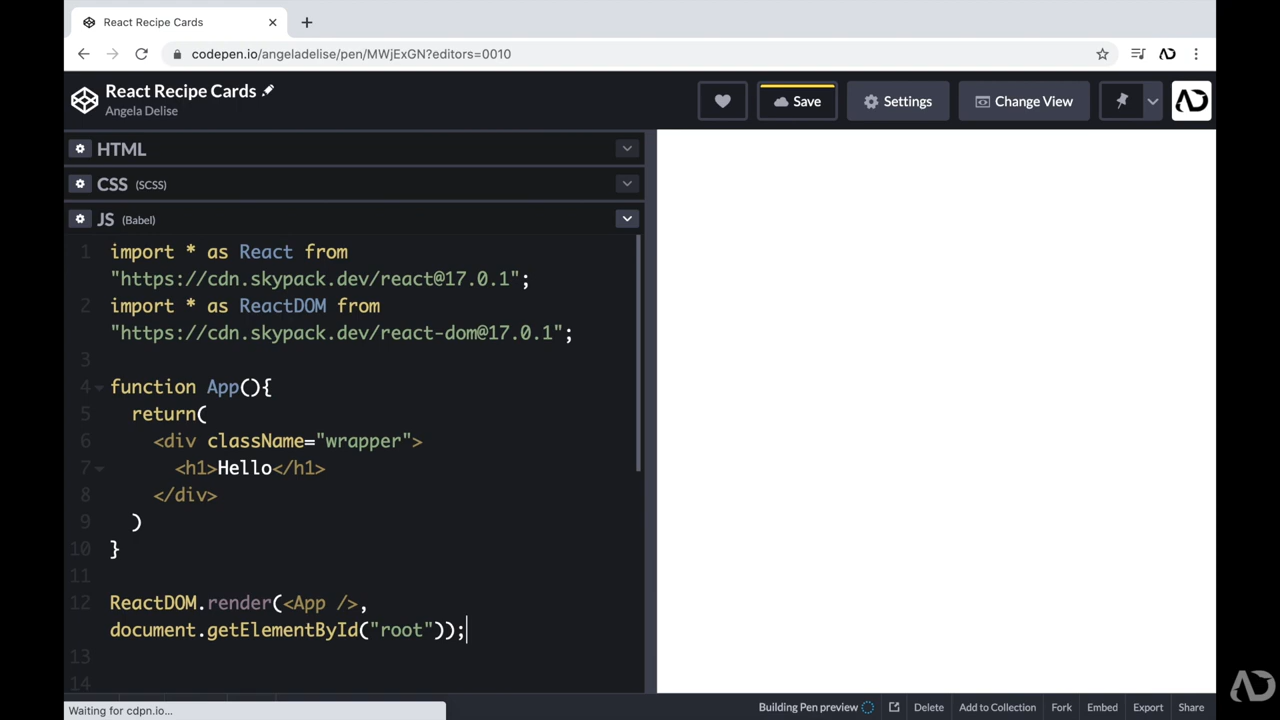 React Recipe Cards
codepen.io/angeladelise/pen/MWjExGN?editors=0010
React Recipe Cards
Angela Delise
Save
Settings
Change View
HTML
CSS (SCSS)
JS (Babel)
1 import * as React from
"https://cdn.skypack.dev/react@17.0.1";
2 import * as ReactDOM from
"https://cdn.skypack.dev/react-dom@17.0.1";
3
4 function App(){
5 return(
6 <div className="wrapper">
7 <h1>Hello</h1>
8 </div>
9 )
10 }
11
12 ReactDOM.render(<App />,
document.getElementById("root"));
13
14
Waiting for cdpn.io...
Building Pen preview
Delete
Add to Collection
Fork
Embed
Export
Share